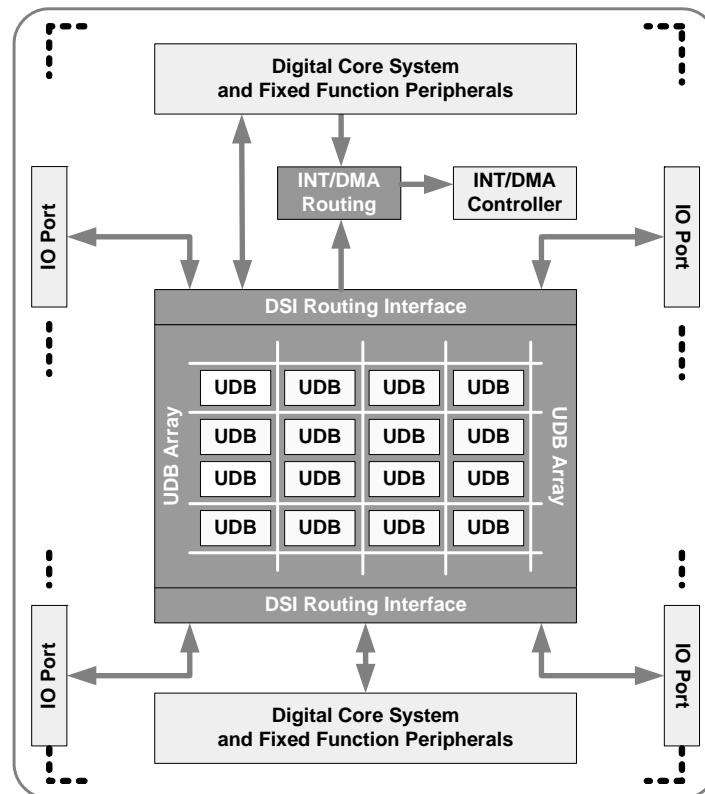 Digital Core System
and Fixed Function Peripherals
INT/DMA
Routing
INT/DMA
Controller
IO Port
IO Port
DSI Routing Interface
UDB Array
UDB UDB UDB UDB
UDB UDB UDB UDB
UDB UDB UDB UDB
UDB UDB UDB UDB
UDB Array
DSI Routing Interface
IO Port
IO Port
Digital Core System
and Fixed Function Peripherals